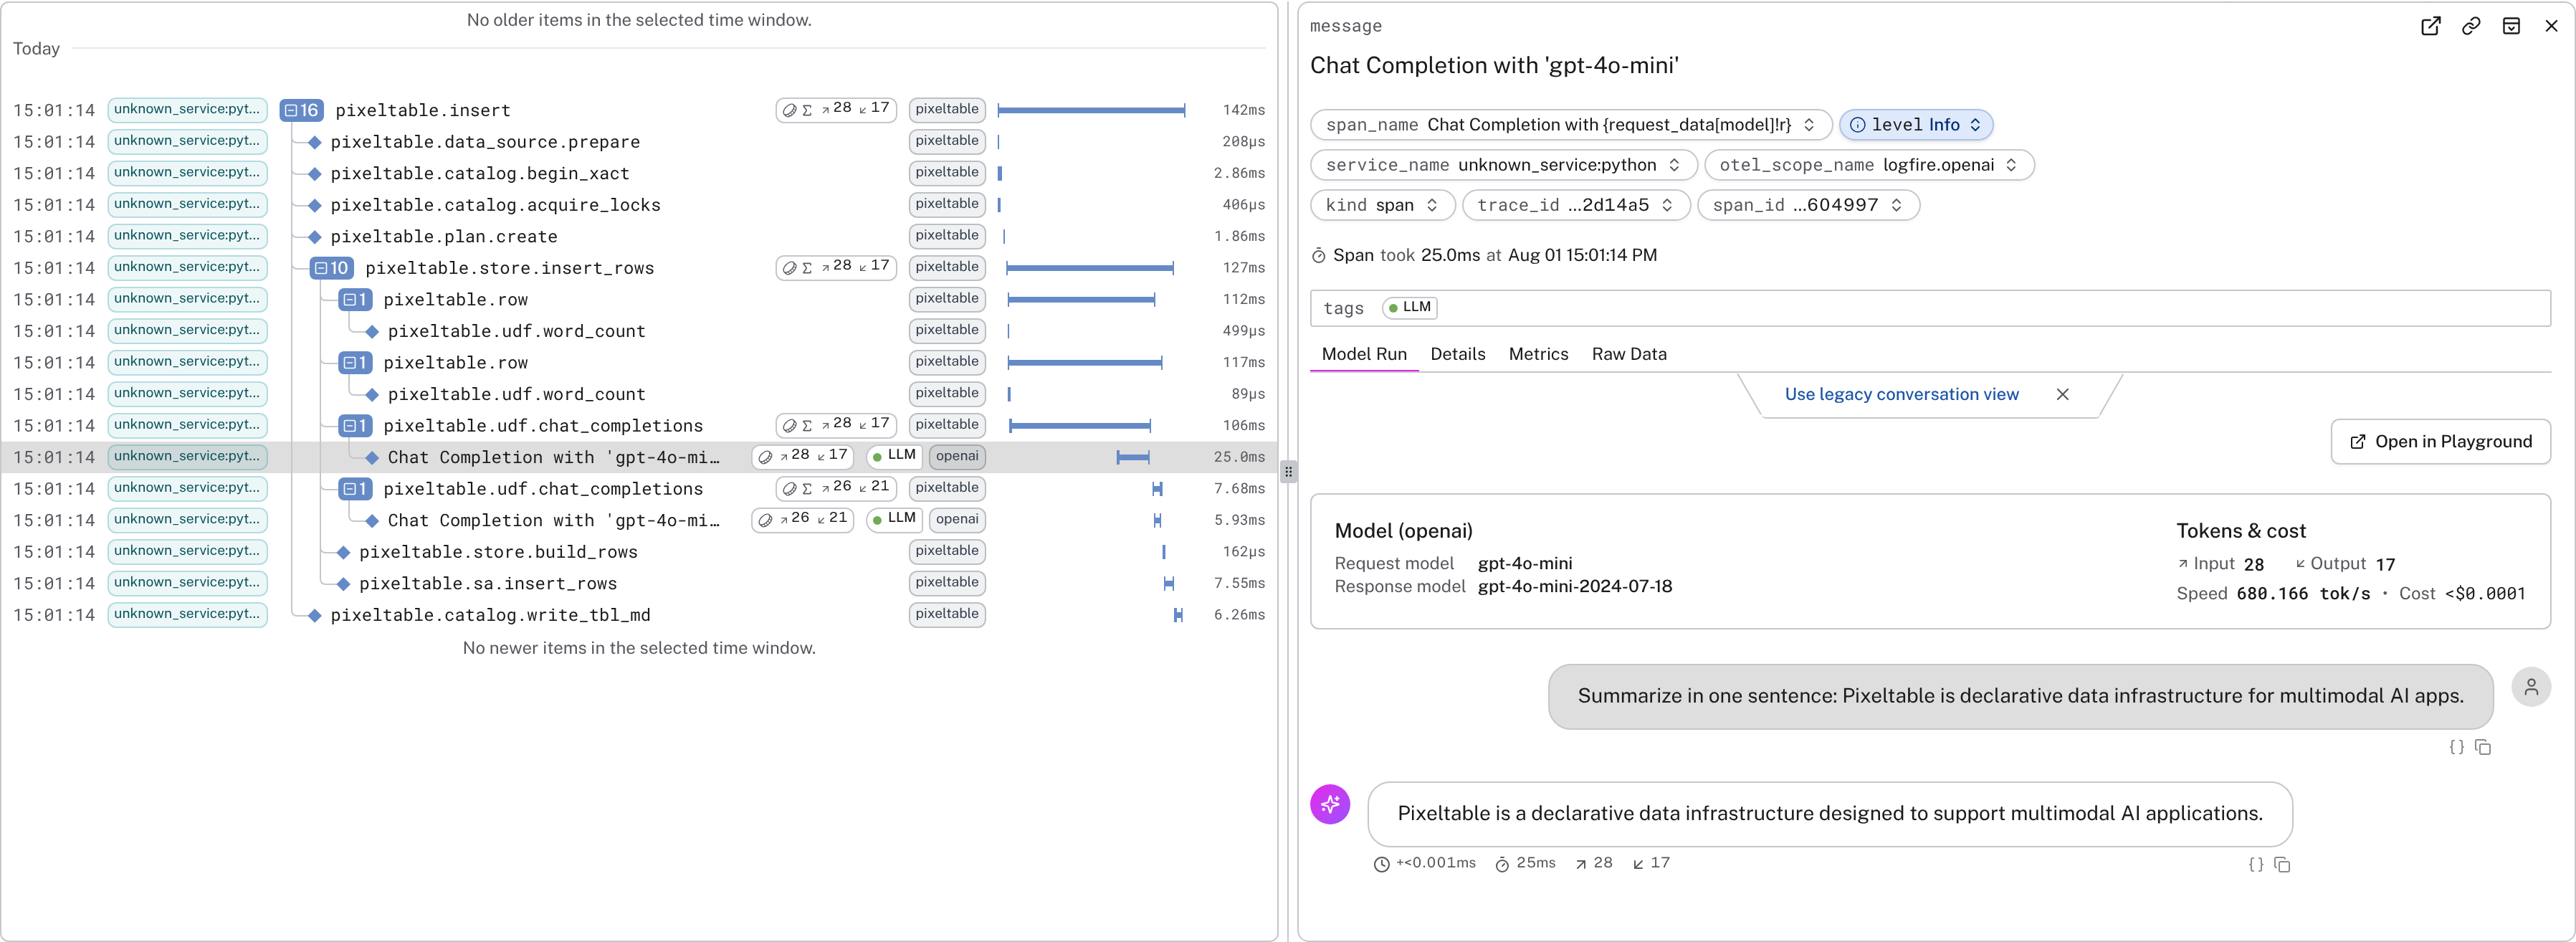 No older items in the selected time window.
Today
15:01:14 unknown_service:pyt... 16 pixeltable.insert Σ 28 17 pixeltable 142ms
15:01:14 unknown_service:pyt... pixeltable.data_source.prepare pixeltable 208µs
15:01:14 unknown_service:pyt... pixeltable.catalog.begin_xact pixeltable 2.86ms
15:01:14 unknown_service:pyt... pixeltable.catalog.acquire_locks pixeltable 406µs
15:01:14 unknown_service:pyt... pixeltable.plan.create pixeltable 1.86ms
15:01:14 unknown_service:pyt... 10 pixeltable.store.insert_rows Σ 28 17 pixeltable 127ms
15:01:14 unknown_service:pyt... 1 pixeltable.row pixeltable 112ms
15:01:14 unknown_service:pyt... pixeltable.udf.word_count pixeltable 499µs
15:01:14 unknown_service:pyt... 1 pixeltable.row pixeltable 117ms
15:01:14 unknown_service:pyt... pixeltable.udf.word_count pixeltable 89µs
15:01:14 unknown_service:pyt... 1 pixeltable.udf.chat_completions Σ 28 17 pixeltable 106ms
15:01:14 unknown_service:pyt... Chat Completion with 'gpt-4o-mi… 28 17 LLM openai 25.0ms
15:01:14 unknown_service:pyt... 1 pixeltable.udf.chat_completions Σ 26 21 pixeltable 7.68ms
15:01:14 unknown_service:pyt... Chat Completion with 'gpt-4o-mi… 26 21 LLM openai 5.93ms
15:01:14 unknown_service:pyt... pixeltable.store.build_rows pixeltable 162µs
15:01:14 unknown_service:pyt... pixeltable.sa.insert_rows pixeltable 7.55ms
15:01:14 unknown_service:pyt... pixeltable.catalog.write_tbl_md pixeltable 6.26ms
No newer items in the selected time window.
message
Chat Completion with 'gpt-4o-mini'
span_name Chat Completion with {request_data[model]!r} level Info
service_name unknown_service:python otel_scope_name logfire.openai
kind span trace_id ...2d14a5 span_id ...604997
Span took 25.0ms at Aug 01 15:01:14 PM
tags LLM
Model Run Details Metrics Raw Data
Use legacy conversation view
Open in Playground
Model (openai) Tokens & cost
Request model gpt-4o-mini Input 28 Output 17
Response model gpt-4o-mini-2024-07-18 Speed 680.166 tok/s · Cost <$0.0001
Summarize in one sentence: Pixeltable is declarative data infrastructure for multimodal AI apps.
{}
Pixeltable is a declarative data infrastructure designed to support multimodal AI applications.
+<0.001ms 25ms 28 17 {}